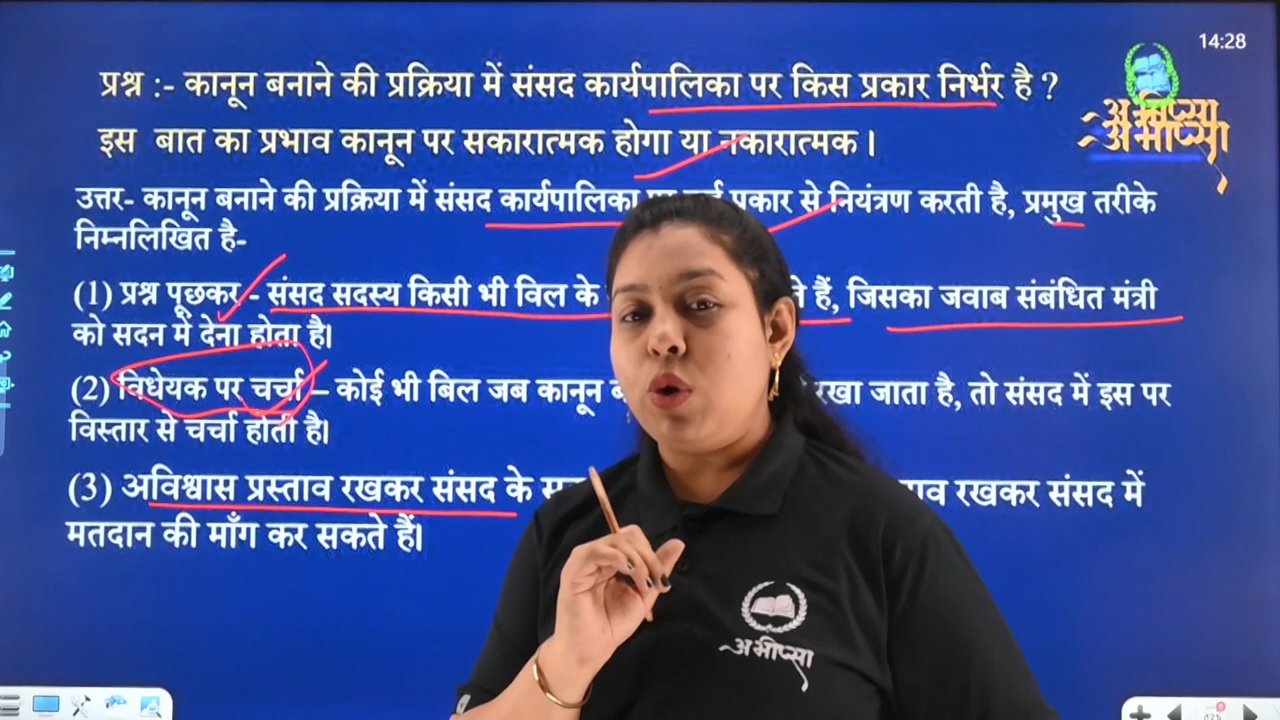 14:28
प्रश्न :- कानून बनाने की प्रक्रिया में संसद कार्यपालिका पर किस प्रकार निर्भर है ?
अभीप्सा
अभीप्सा
इस बात का प्रभाव कानून पर सकारात्मक होगा या नकारात्मक ।
उत्तर- कानून बनाने की प्रक्रिया में संसद कार्यपालिका प्रकार से नियंत्रण करती है, प्रमुख तरीके
निम्नलिखित है-
(1) प्रश्न पूछकर - संसद सदस्य किसी भी विल के हैं, जिसका जवाब संबंधित मंत्री
को सदन में देना होता है।
(2) विधेयक पर चर्चा – कोई भी बिल जब कानून रखा जाता है, तो संसद में इस पर
विस्तार से चर्चा होती है।
(3) अविश्वास प्रस्ताव रखकर संसद के रखकर संसद में
मतदान की माँग कर सकते हैं।
अभीप्सा